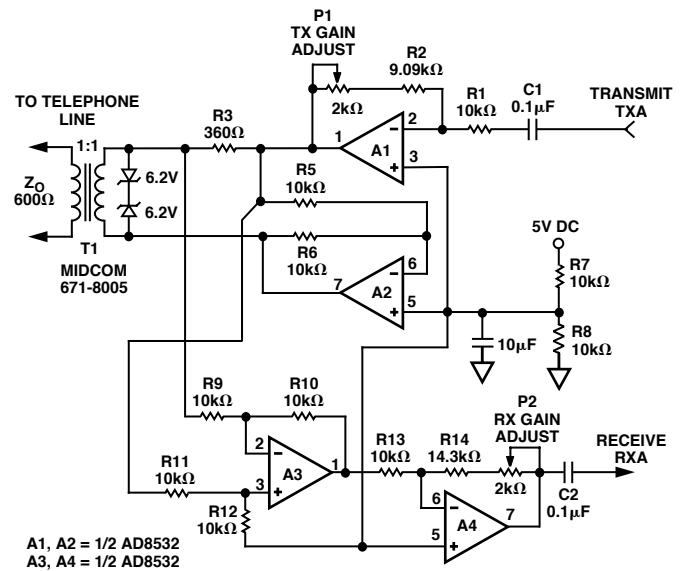 P1
TX GAIN
ADJUST
2kΩ
R2
9.09kΩ
R1
10kΩ
C1
0.1μF
TRANSMIT
TXA
TO TELEPHONE
LINE
1:1
ZO
600Ω
T1
MIDCOM
671-8005
6.2V
6.2V
R3
360Ω
1
A1
2
3
R5
10kΩ
R6
10kΩ
7
A2
6
5
5V DC
R7
10kΩ
R8
10kΩ
10μF
R9
10kΩ
R10
10kΩ
R11
10kΩ
R12
10kΩ
2
3
A3
1
R13
10kΩ
R14
14.3kΩ
P2
RX GAIN
ADJUST
2kΩ
6
5
A4
7
C2
0.1μF
RECEIVE
RXA
A1, A2 = 1/2 AD8532
A3, A4 = 1/2 AD8532